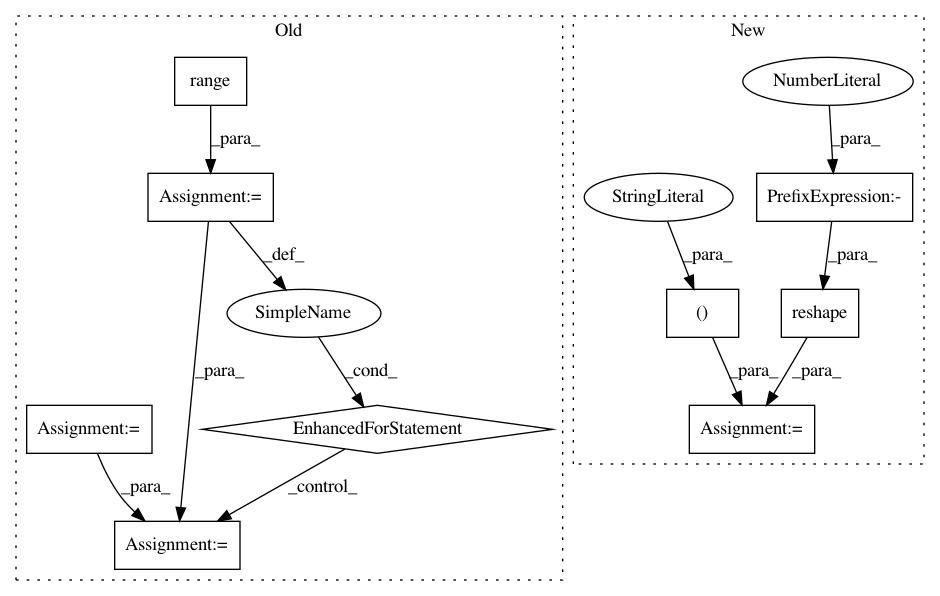 Old
New
range
NumberLiteral
_para_
_para_
Assignment:=
StringLiteral
PrefixExpression:-
_def_
_para_
_para_
SimpleName
()
reshape
_para_
_cond_
_para_
_para_
Assignment:=
EnhancedForStatement
Assignment:=
_para_
_control_
Assignment:=